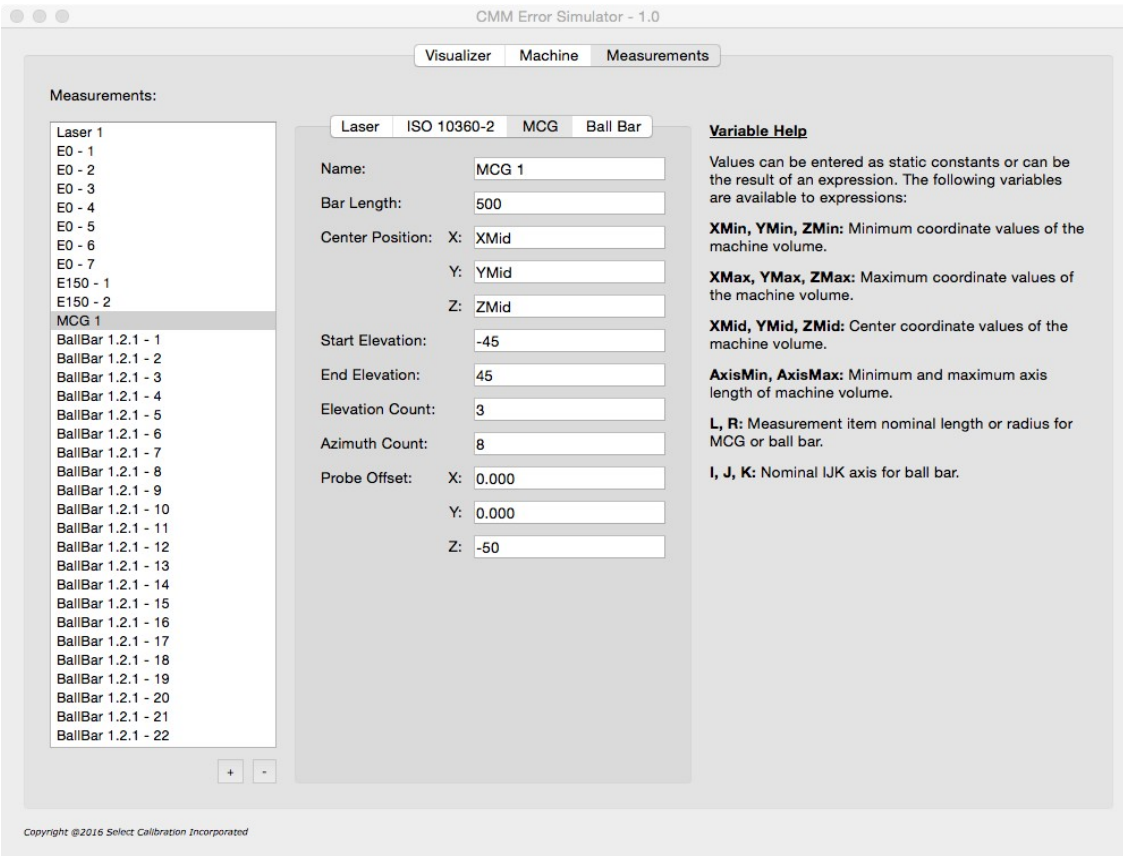 CMM Error Simulator - 1.0
Visualizer Machine Measurements
Measurements:
Laser 1
E0 - 1
E0 - 2
E0 - 3
E0 - 4
E0 - 5
E0 - 6
E0 - 7
E150 - 1
E150 - 2
MCG 1
BallBar 1.2.1 - 1
BallBar 1.2.1 - 2
BallBar 1.2.1 - 3
BallBar 1.2.1 - 4
BallBar 1.2.1 - 5
BallBar 1.2.1 - 6
BallBar 1.2.1 - 7
BallBar 1.2.1 - 8
BallBar 1.2.1 - 9
BallBar 1.2.1 - 10
BallBar 1.2.1 - 11
BallBar 1.2.1 - 12
BallBar 1.2.1 - 13
BallBar 1.2.1 - 14
BallBar 1.2.1 - 15
BallBar 1.2.1 - 16
BallBar 1.2.1 - 17
BallBar 1.2.1 - 18
BallBar 1.2.1 - 19
BallBar 1.2.1 - 20
BallBar 1.2.1 - 21
BallBar 1.2.1 - 22
+ -
Laser ISO 10360-2 MCG Ball Bar
Name: MCG 1
Bar Length: 500
Center Position: X: XMid
Y: YMid
Z: ZMid
Start Elevation: -45
End Elevation: 45
Elevation Count: 3
Azimuth Count: 8
Probe Offset: X: 0.000
Y: 0.000
Z: -50
Variable Help
Values can be entered as static constants or can be
the result of an expression. The following variables
are available to expressions:
XMin, YMin, ZMin: Minimum coordinate values of the
machine volume.
XMax, YMax, ZMax: Maximum coordinate values of
the machine volume.
XMid, YMid, ZMid: Center coordinate values of the
machine volume.
AxisMin, AxisMax: Minimum and maximum axis
length of machine volume.
L, R: Measurement item nominal length or radius for
MCG or ball bar.
I, J, K: Nominal IJK axis for ball bar.
Copyright @2016 Select Calibration Incorporated